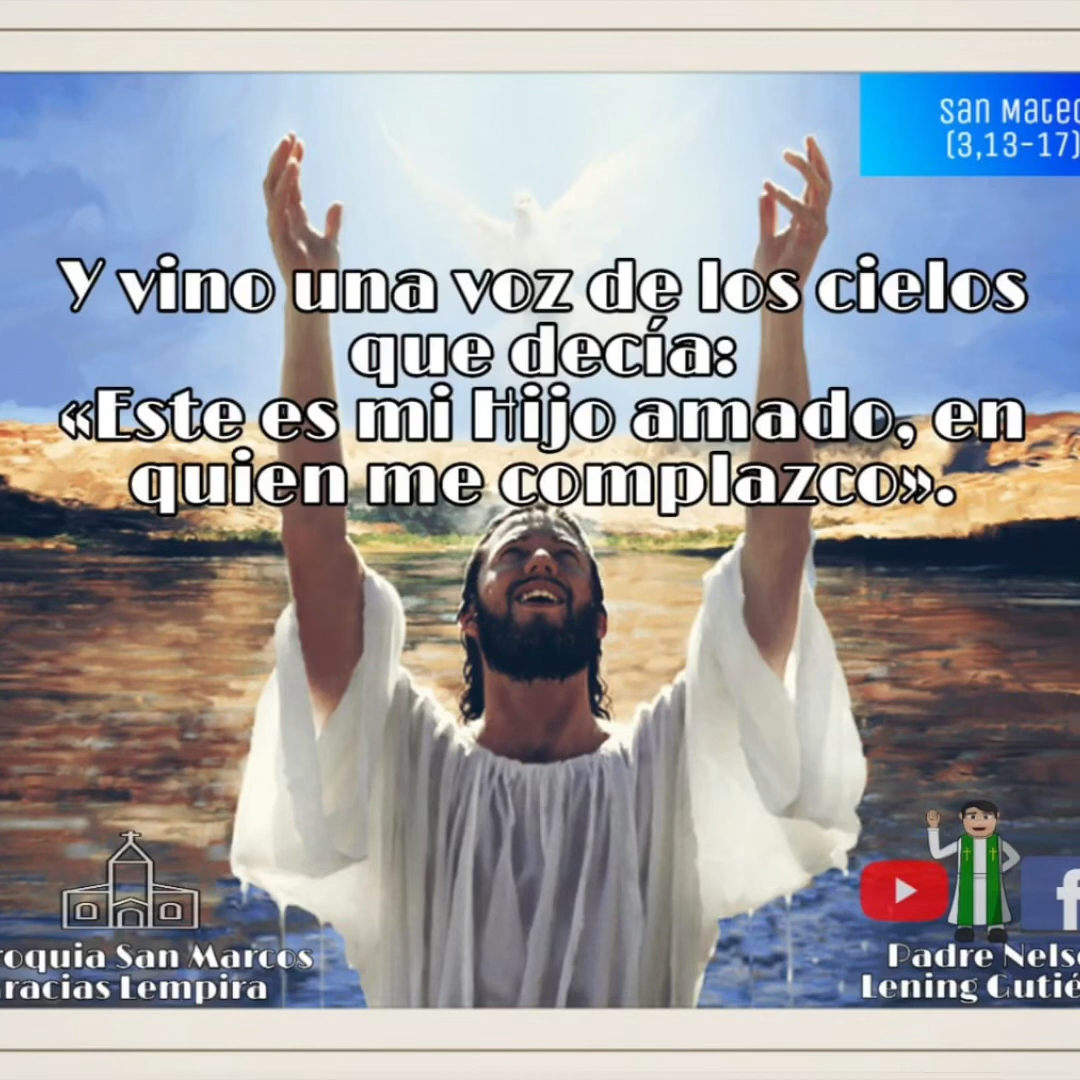 San Mateo
(3,13-17)
Y vino una voz de los cielos
que decía:
«Este es mi Hijo amado, en
quien me complazco».
roquia San Marcos
racias Lempira
Padre Nelso
Lening Gutié